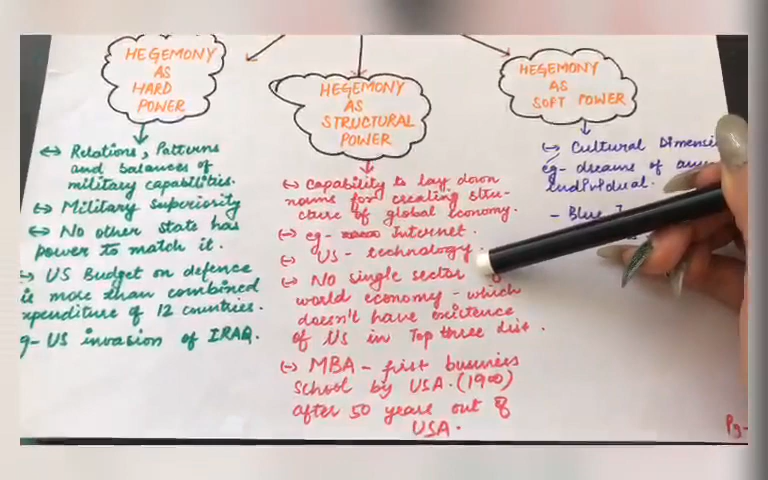 HEGEMONY
AS
HARD
POWER
↔ Relations, Patterns
and balances of
military capabilities.
↔ Military Superiority
↔ No other state has
power to match it.
US Budget on defence
is more than combined
xpenditure of 12 countries.
g- US invasion of IRAQ.
HEGEMONY
AS
STRUCTURAL
POWER
↔ Capability to lay down
norms for creating stru-
cture of global economy.
↔ eg- Internet.
↔ US - technology.
↔ No single sector
world economy - which
doesn't have existence
of US in Top three list.
↔ MBA - first business
School by USA. (1900)
after 50 years out of
USA.
HEGEMONY
AS
SOFT POWER
↔ Cultural Dimensi
eg- dreams of
individual.
- Blue
Pg-